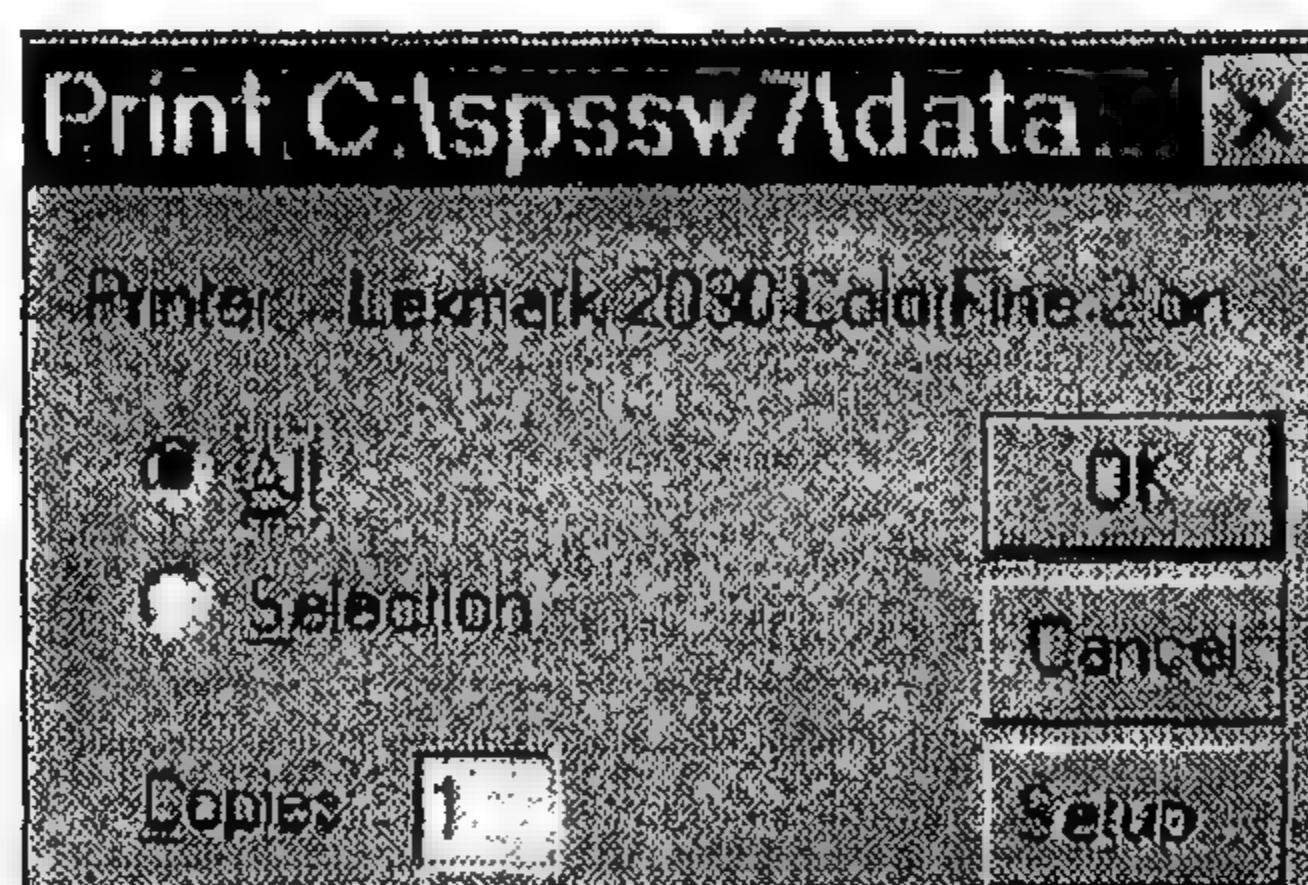 Print C:\spssw7\data
Printer: Lexmark 2030 ColorFine 2 on
All
OK
Selection
Cancel
Copies: 1
Setup